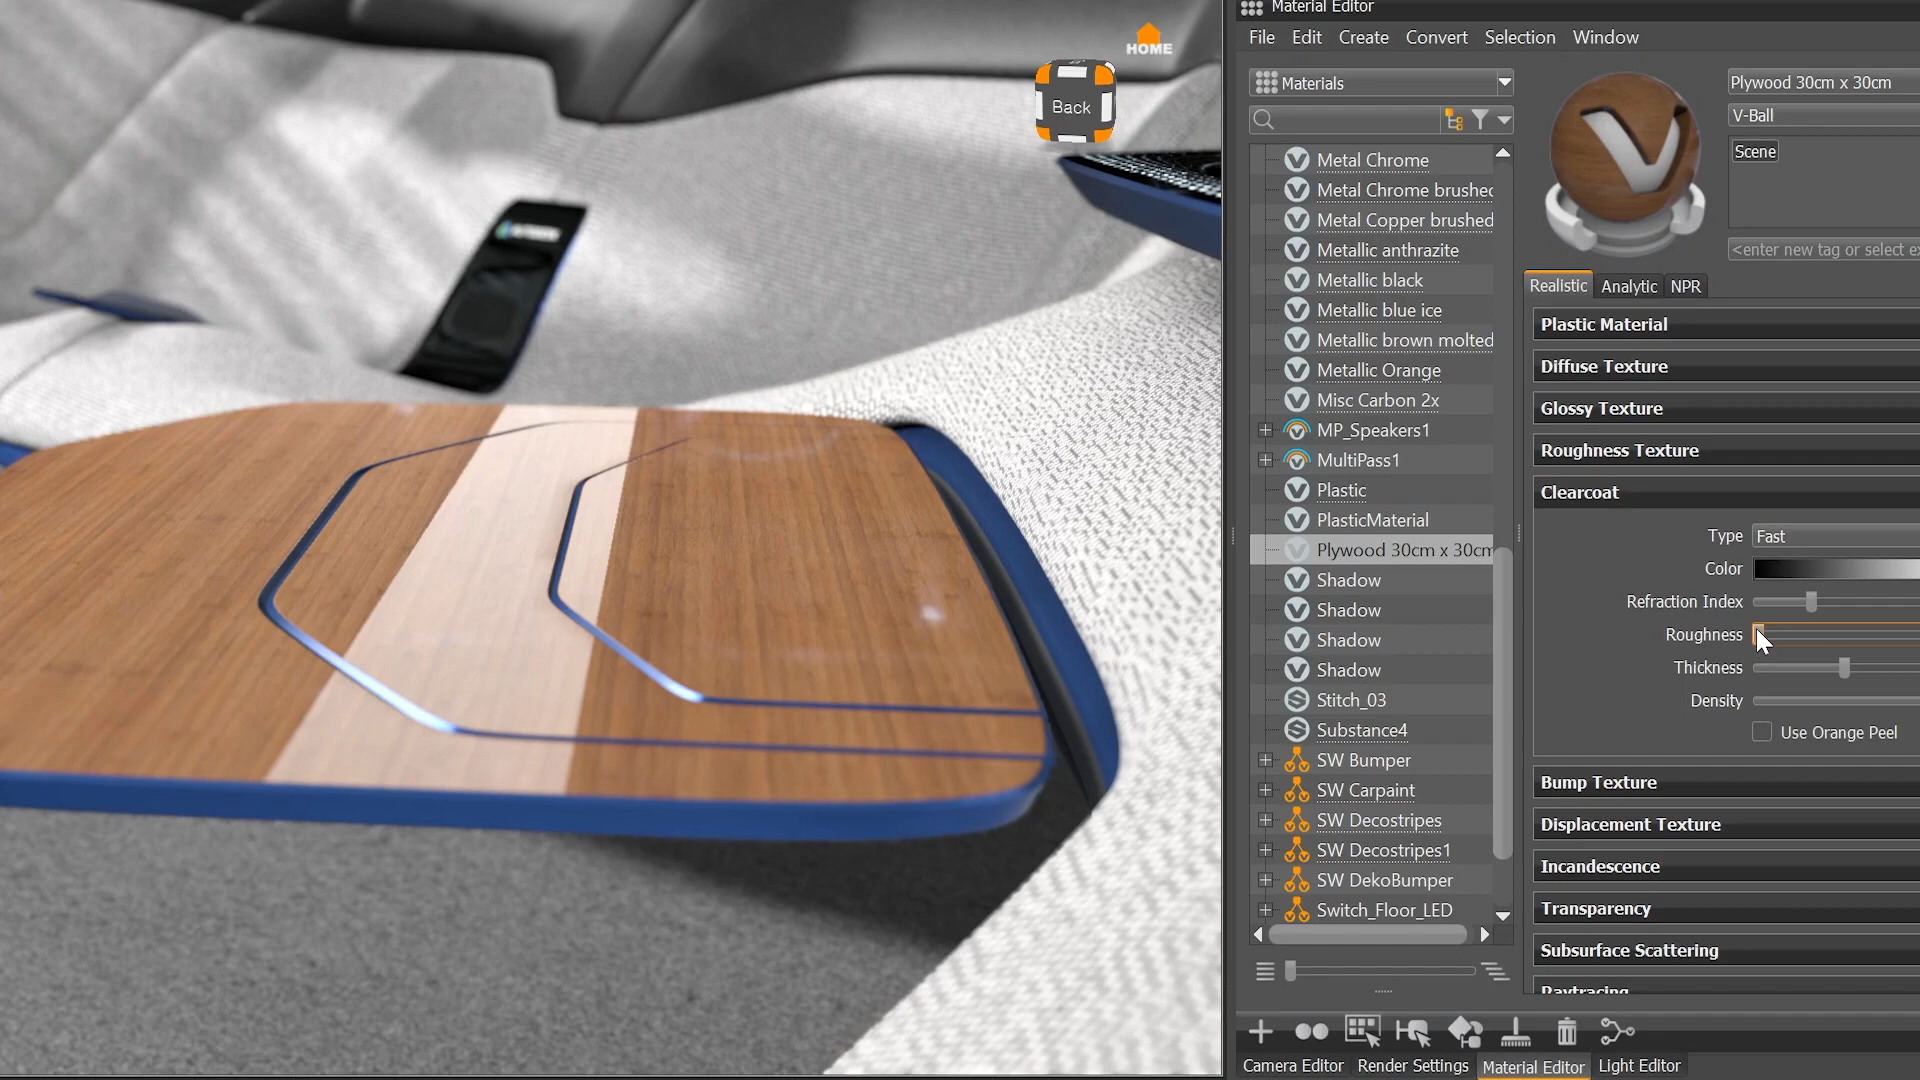 HOME
Back
Material Editor
File Edit Create Convert Selection Window
Materials
Metal Chrome
Metal Chrome brushed
Metal Copper brushed
Metallic anthrazite
Metallic black
Metallic blue ice
Metallic brown molted
Metallic Orange
Misc Carbon 2x
MP_Speakers1
MultiPass1
Plastic
PlasticMaterial
Plywood 30cm x 30cm
Shadow
Shadow
Shadow
Shadow
Stitch_03
Substance4
SW Bumper
SW Carpaint
SW Decostripes
SW Decostripes1
SW DekoBumper
Switch_Floor_LED
Plywood 30cm x 30cm
V-Ball
Scene
<enter new tag or select ex
Realistic Analytic NPR
Plastic Material
Diffuse Texture
Glossy Texture
Roughness Texture
Clearcoat
Type Fast
Color
Refraction Index
Roughness
Thickness
Density
Use Orange Peel
Bump Texture
Displacement Texture
Incandescence
Transparency
Subsurface Scattering
Raytracing
Camera Editor Render Settings Material Editor Light Editor